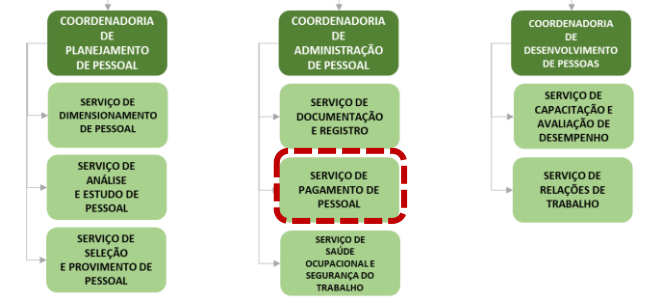 COORDENADORIA
DE
PLANEJAMENTO
DE PESSOAL
SERVIÇO DE
DIMENSIONAMENTO
DE PESSOAL
SERVIÇO DE
ANÁLISE
E ESTUDO DE
PESSOAL
SERVIÇO DE
SELEÇÃO
E PROVIMENTO DE
PESSOAL
COORDENADORIA
DE
ADMINISTRAÇÃO
DE PESSOAL
SERVIÇO DE
DOCUMENTAÇÃO
E REGISTRO
SERVIÇO DE
PAGAMENTO DE
PESSOAL
SERVIÇO DE
SAÚDE
OCUPACIONAL E
SEGURANÇA DO
TRABALHO
COORDENADORIA
DE
DESENVOLVIMENTO
DE PESSOAS
SERVIÇO DE
CAPACITAÇÃO E
AVALIAÇÃO DE
DESEMPENHO
SERVIÇO DE
RELAÇÕES DE
TRABALHO